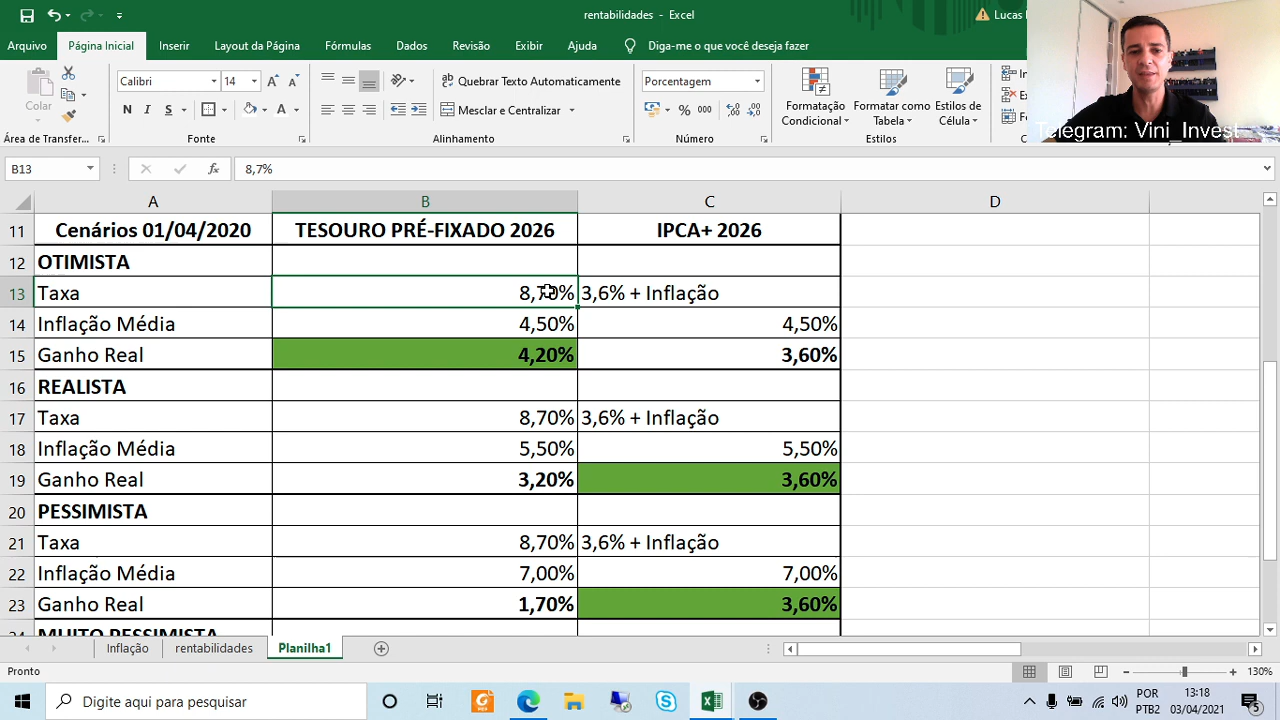 rentabilidades - Excel
Lucas
Arquivo Página Inicial Inserir Layout da Página Fórmulas Dados Revisão Exibir Ajuda Diga-me o que você deseja fazer
Telegram: Vini_Invest
Colar
Calibri 14
N I S
Quebrar Texto Automaticamente
Mesclar e Centralizar
Porcentagem
% 000
Formatação Condicional
Formatar como Tabela
Estilos de Célula
Área de Transfer... Fonte Alinhamento Número Estilos
B13 fx 8,7%
A B C D
11 Cenários 01/04/2020 TESOURO PRÉ-FIXADO 2026 IPCA+ 2026
12 OTIMISTA
13 Taxa 8,70% 3,6% + Inflação
14 Inflação Média 4,50% 4,50%
15 Ganho Real 4,20% 3,60%
16 REALISTA
17 Taxa 8,70% 3,6% + Inflação
18 Inflação Média 5,50% 5,50%
19 Ganho Real 3,20% 3,60%
20 PESSIMISTA
21 Taxa 8,70% 3,6% + Inflação
22 Inflação Média 7,00% 7,00%
23 Ganho Real 1,70% 3,60%
24 MUITO PESSIMISTA
Inflação rentabilidades Planilha1
Pronto 130%
Digite aqui para pesquisar
POR 13:18
PTB2 03/04/2021 5